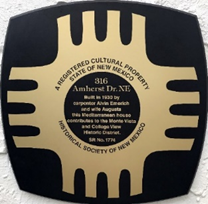 A REGISTERED CULTURAL PROPERTY
STATE OF NEW MEXICO
316
Amherst Dr. NE
Built in 1930 by
carpenter Alvin Emerich
and wife Augusta
this Mediterranean house
contributes to the Monte Vista
and College View
Historic District.
SR No. 1774
HISTORICAL SOCIETY OF NEW MEXICO